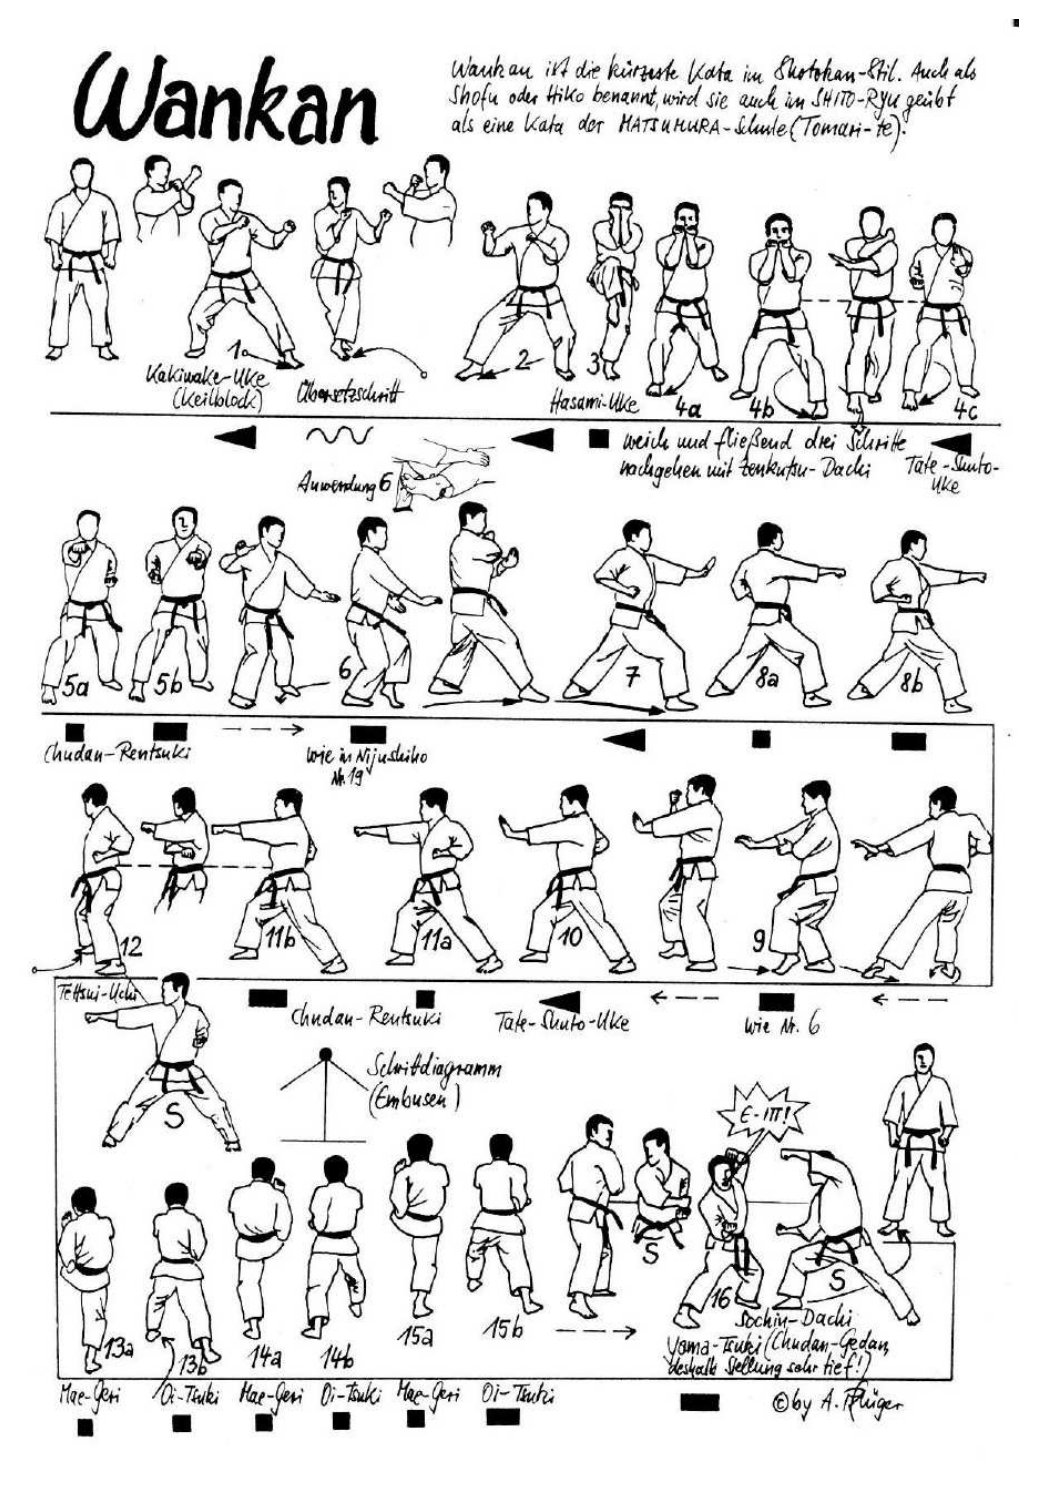 Wankan
Wankan ist die kürzeste Kata im Shotokan-Stil. Auch als
Shofu oder Hiko benannt, wird sie auch im SHITO-RYU geübt
als eine Kata der MATSUMURA-Schule (Tomari-te).
1
Kakiwake-Uke
(Keilblock)
Übersetzschritt
2
3
Hasami-Uke
4a
4b
4c
weich und fließend drei Schritte
nachgehen mit Zenkutsu-Dachi
Tate-Shuto-
Uke
Anwendung 6
5a
5b
6
7
8a
8b
Chudan-Rentsuki
wie in Nijushiho
Nr. 19
12
11b
11a
10
9
Tettsui-Uchi
Chudan-Rentsuki
Tate-Shuto-Uke
wie Nr. 6
S
Schrittdiagramm
(Embusen)
E-ITT!
13a
13b
14a
14b
15a
15b
S
16
S
Sochin-Dachi
Yama-Tsuki (Chudan-Gedan,
deshalb Stellung sehr tief!)
Mae-Geri
Oi-Tsuki
Mae-Geri
Oi-Tsuki
Mae-Geri
Oi-Tsuki
©by A. Pflüger